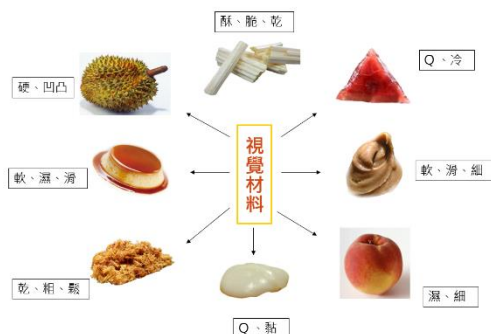 酥、脆、乾
硬、凹凸
Q、冷
視覺材料
軟、濕、滑
軟、滑、細
乾、粗、鬆
濕、細
Q、黏